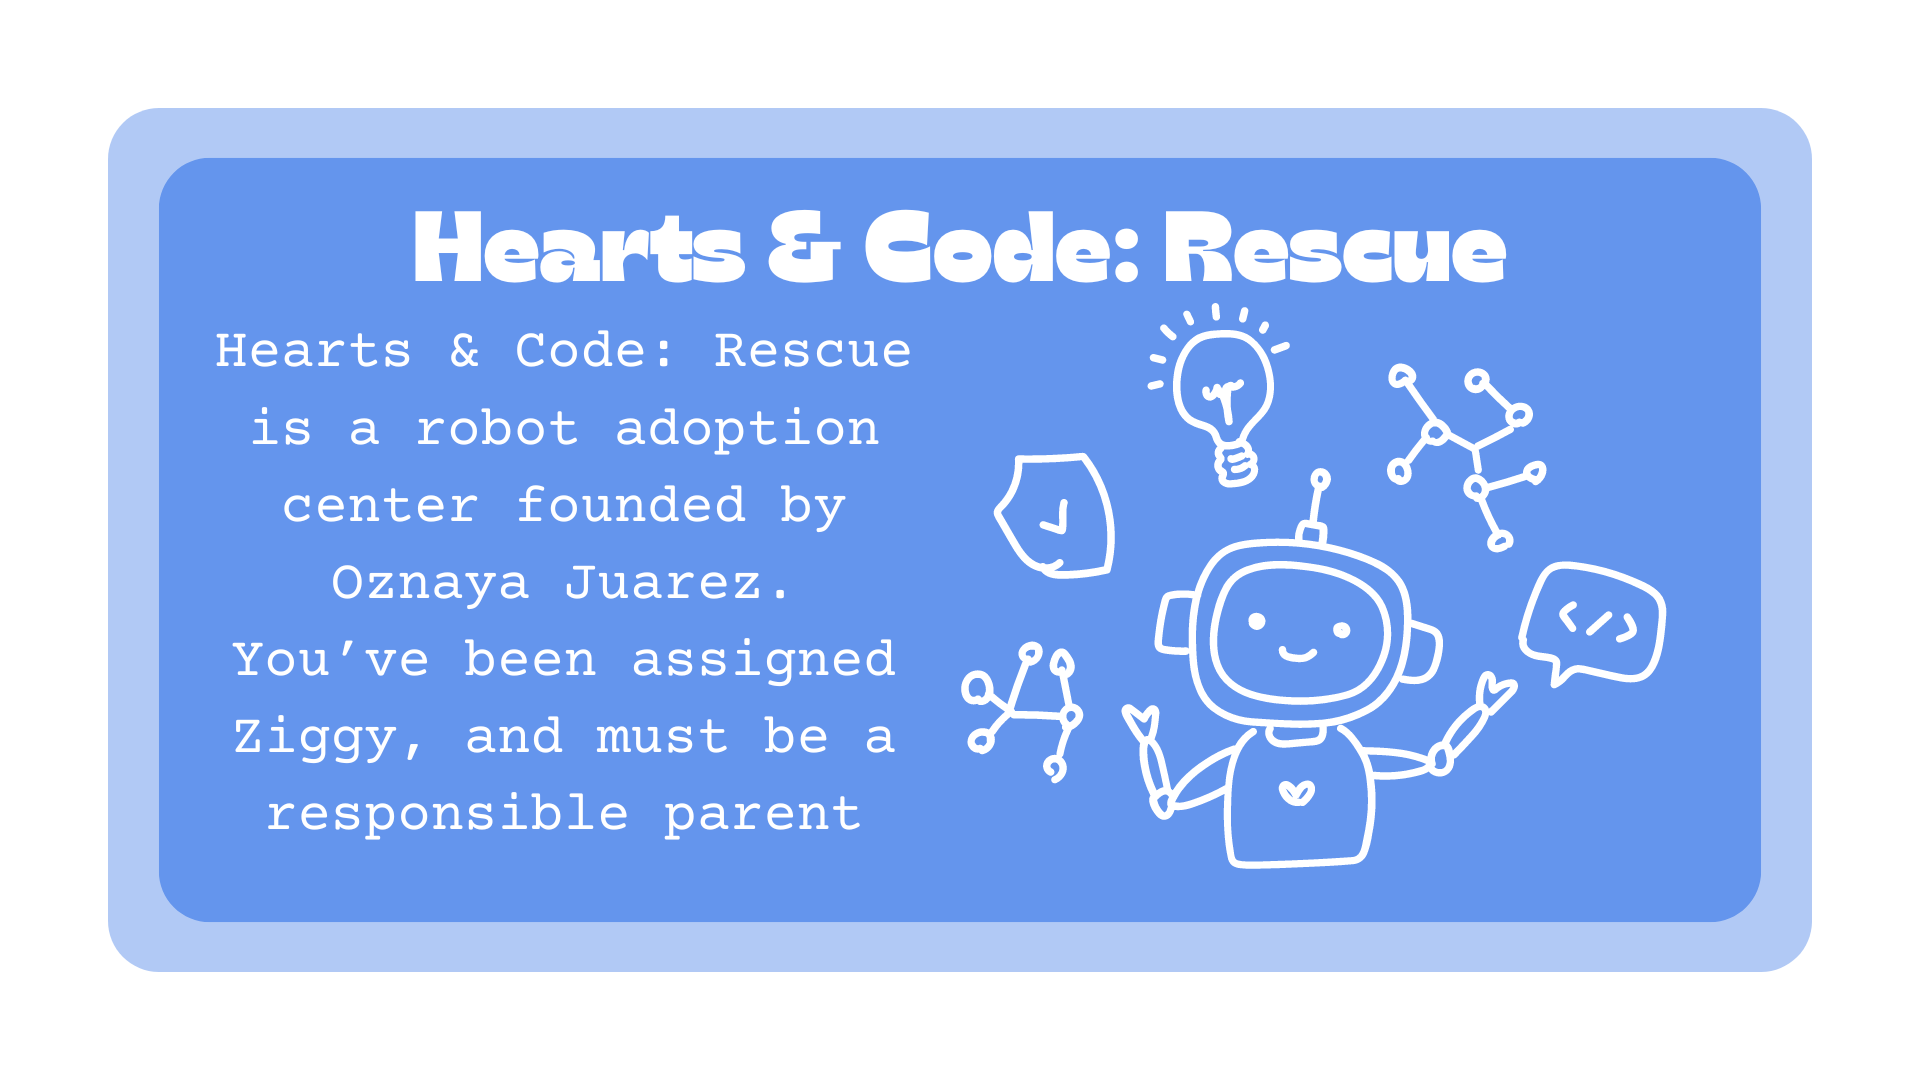 Hearts & Code: Rescue
Hearts & Code: Rescue
is a robot adoption
center founded by
Oznaya Juarez.
You’ve been assigned
Ziggy, and must be a
responsible parent
</>